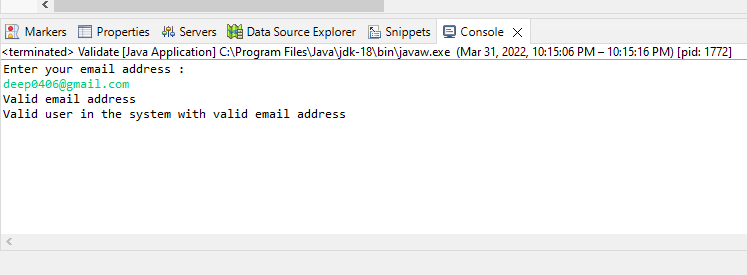 Markers Properties Servers Data Source Explorer Snippets Console
<terminated> Validate [Java Application] C:\Program Files\Java\jdk-18\bin\javaw.exe (Mar 31, 2022, 10:15:06 PM – 10:15:16 PM) [pid: 1772]
Enter your email address :
deep0406@gmail.com
Valid email address
Valid user in the system with valid email address